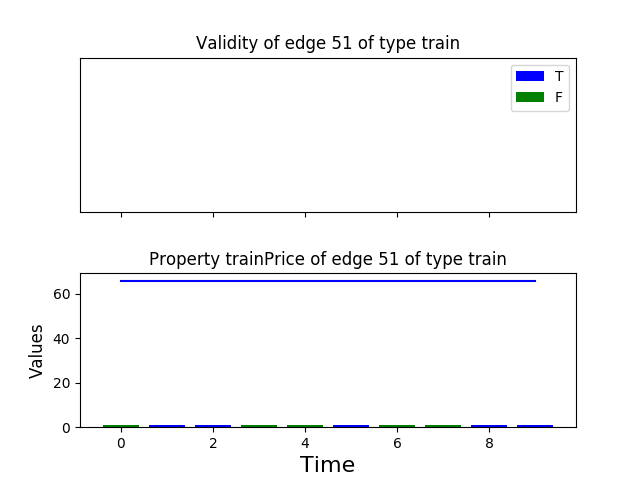 Validity of edge 51 of type train
T
F
Property trainPrice of edge 51 of type train
60
40
20
0
Values
0 2 4 6 8
Time